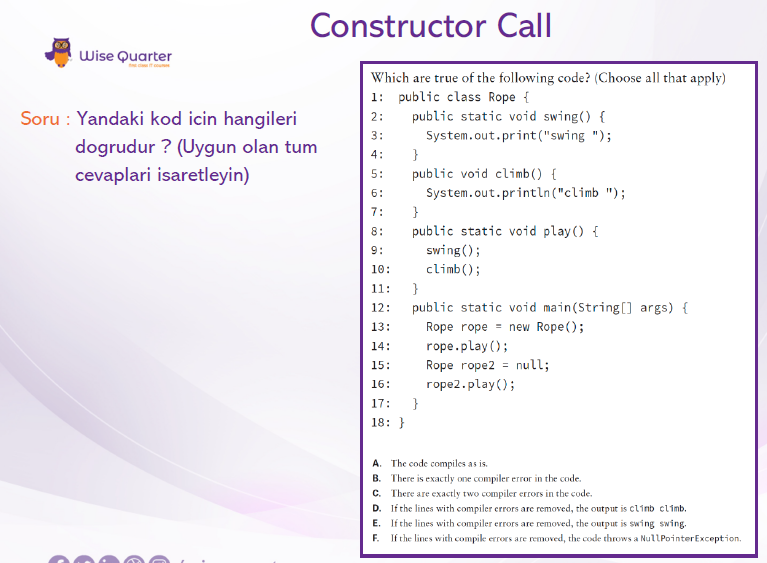 Constructor Call
Wise Quarter
Soru : Yandaki kod icin hangileri
dogrudur ? (Uygun olan tum
cevaplari isaretleyin)
Which are true of the following code? (Choose all that apply)
1: public class Rope {
2: public static void swing() {
3: System.out.print("swing ");
4: }
5: public void climb() {
6: System.out.println("climb ");
7: }
8: public static void play() {
9: swing();
10: climb();
11: }
12: public static void main(String[] args) {
13: Rope rope = new Rope();
14: rope.play();
15: Rope rope2 = null;
16: rope2.play();
17: }
18: }
A. The code compiles as is.
B. There is exactly one compiler error in the code.
C. There are exactly two compiler errors in the code.
D. If the lines with compiler errors are removed, the output is climb climb.
E. If the lines with compiler errors are removed, the output is swing swing.
F. If the lines with compile errors are removed, the code throws a NullPointerException.